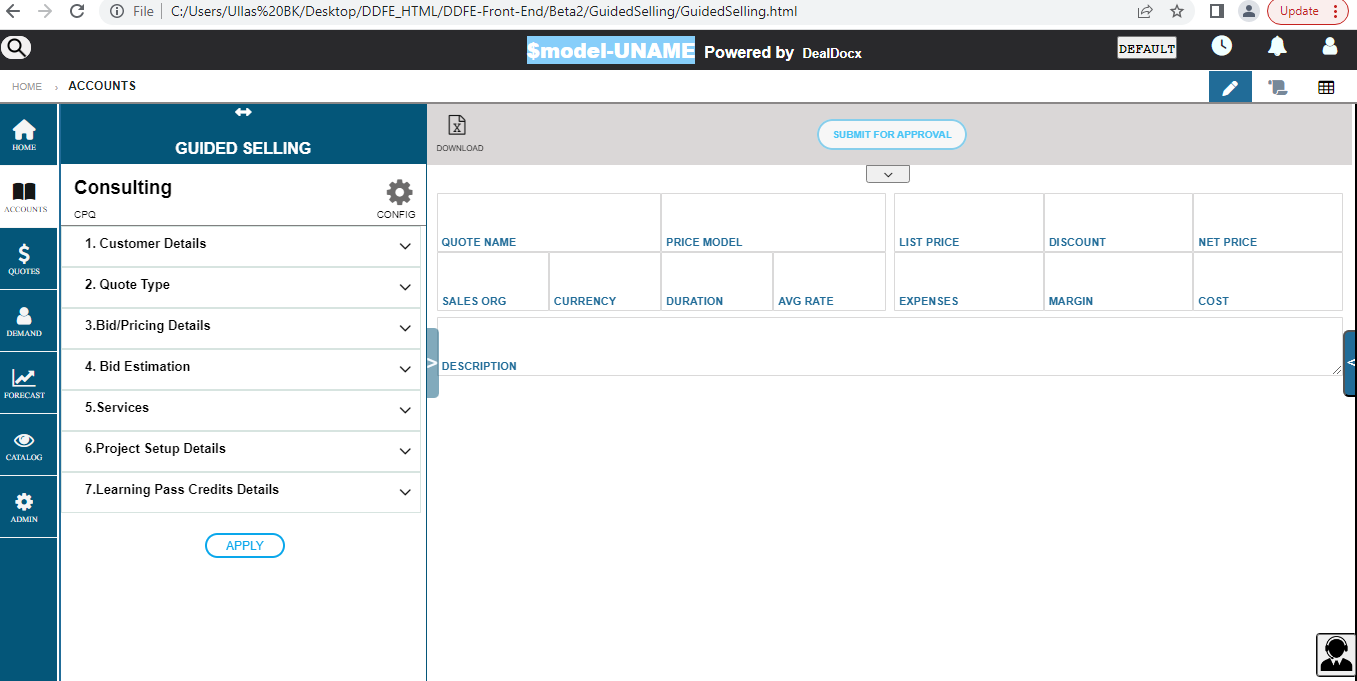 File C:/Users/Ullas%20BK/Desktop/DDFE_HTML/DDFE-Front-End/Beta2/GuidedSelling/GuidedSelling.html Update
$model-UNAME Powered by DealDocx DEFAULT
HOME › ACCOUNTS
HOME
ACCOUNTS
QUOTES
DEMAND
FORECAST
CATALOG
ADMIN
GUIDED SELLING
Consulting
CPQ CONFIG
1. Customer Details
2. Quote Type
3.Bid/Pricing Details
4. Bid Estimation
5.Services
6.Project Setup Details
7.Learning Pass Credits Details
APPLY
X
DOWNLOAD
SUBMIT FOR APPROVAL
QUOTE NAME PRICE MODEL LIST PRICE DISCOUNT NET PRICE
SALES ORG CURRENCY DURATION AVG RATE EXPENSES MARGIN COST
> DESCRIPTION <